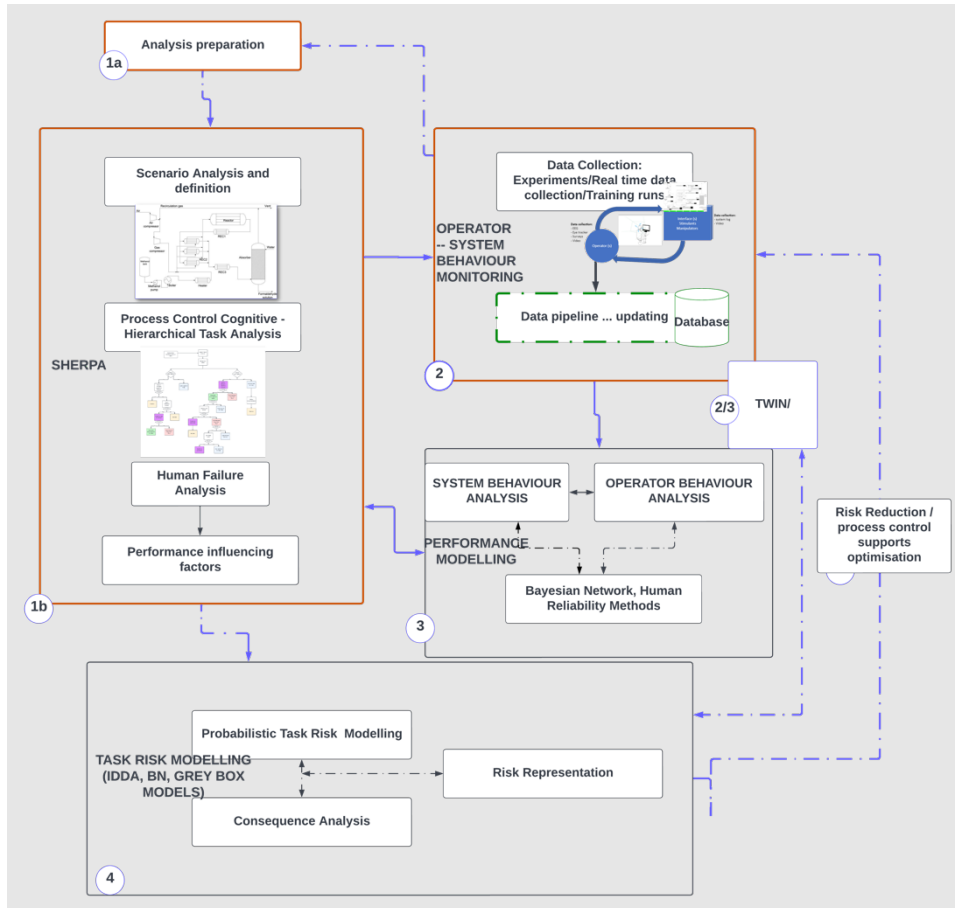 Analysis preparation
1a
Scenario Analysis and
definition
Process Control Cognitive -
Hierarchical Task Analysis
SHERPA
Human Failure
Analysis
Performance influencing
factors
1b
Data Collection:
Experiments/Real time data
collection/Training runs
OPERATOR
-- SYSTEM
BEHAVIOUR
MONITORING
Data pipeline ... updating
Database
2
2/3
TWIN/
SYSTEM BEHAVIOUR
ANALYSIS
OPERATOR BEHAVIOUR
ANALYSIS
PERFORMANCE
MODELLING
Bayesian Network, Human
Reliability Methods
3
Risk Reduction /
process control
supports
optimisation
Probabilistic Task Risk Modelling
TASK RISK MODELLING
(IDDA, BN, GREY BOX
MODELS)
Risk Representation
Consequence Analysis
4